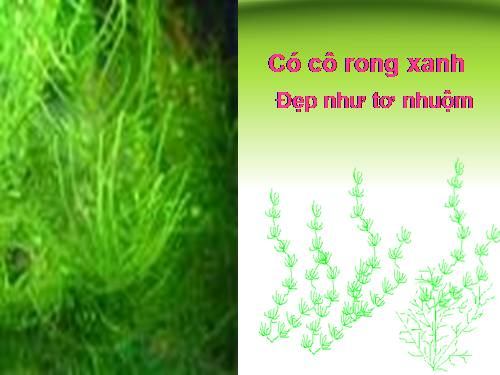 Có cô rong xanh
Đẹp như tơ nhuộm